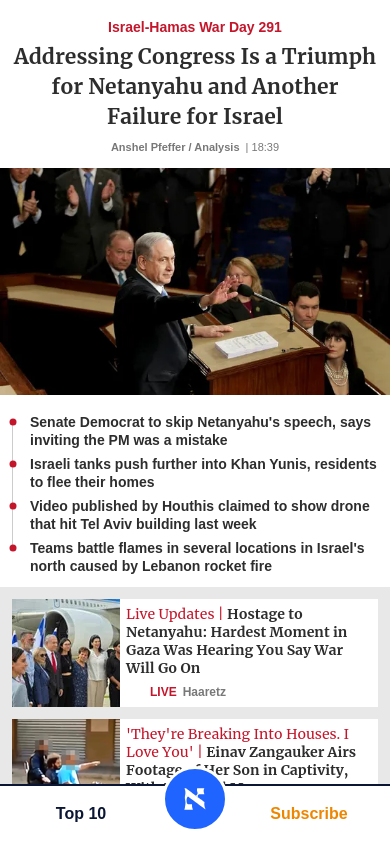 Israel-Hamas War Day 291
Addressing Congress Is a Triumph
for Netanyahu and Another
Failure for Israel
Anshel Pfeffer / Analysis | 18:39
Senate Democrat to skip Netanyahu's speech, says
inviting the PM was a mistake
Israeli tanks push further into Khan Yunis, residents
to flee their homes
Video published by Houthis claimed to show drone
that hit Tel Aviv building last week
Teams battle flames in several locations in Israel's
north caused by Lebanon rocket fire
Live Updates | Hostage to
Netanyahu: Hardest Moment in
Gaza Was Hearing You Say War
Will Go On
LIVE Haaretz
'They're Breaking Into Houses. I
Love You' | Einav Zangauker Airs
Footage of Her Son in Captivity,
Top 10
Subscribe